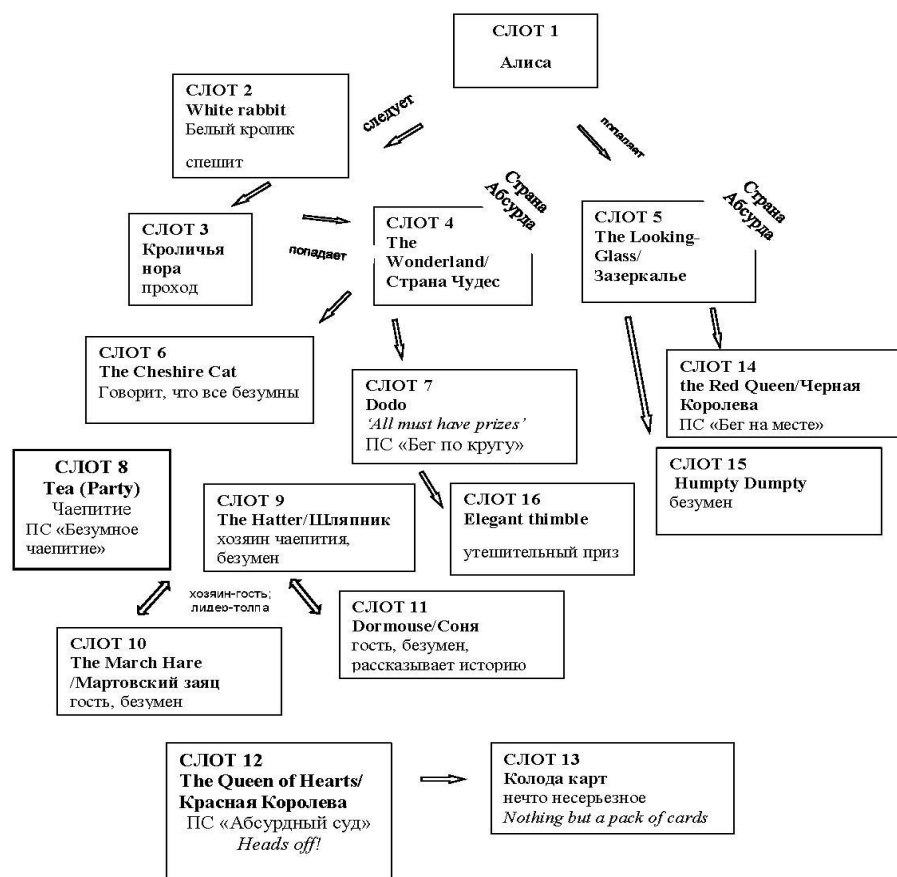 СЛОТ 1
Алиса
СЛОТ 2
White rabbit
Белый кролик
спешит
следует
попапает
СЛОТ 3
Кроличья
нора
проход
попадает
СЛОТ 4
The
Wonderland/
Страна Чудес
Страна
Абсурда
СЛОТ 5
The Looking-
Glass/
Зазеркалье
Страна
Абсурда
СЛОТ 6
The Cheshire Cat
Говорит, что все безумны
СЛОТ 7
Dodo
‘All must have prizes’
ПС «Бег по кругу»
СЛОТ 14
the Red Queen/Черная
Королева
ПС «Бег на месте»
СЛОТ 8
Tea (Party)
Чаепитие
ПС «Безумное
чаепитие»
СЛОТ 9
The Hatter/Шляпник
хозяин чаепития,
безумен
СЛОТ 16
Elegant thimble
утешительный приз
СЛОТ 15
Humpty Dumpty
безумен
хозяин-гость;
лидео-толпа
СЛОТ 10
The March Hare
/Мартовский заяц
гость, безумен
СЛОТ 11
Dormouse/Соня
гость, безумен,
рассказывает историю
СЛОТ 12
The Queen of Hearts/
Красная Королева
ПС «Абсурдный суд»
Heads off!
СЛОТ 13
Колода карт
нечто несерьезное
Nothing but a pack of cards